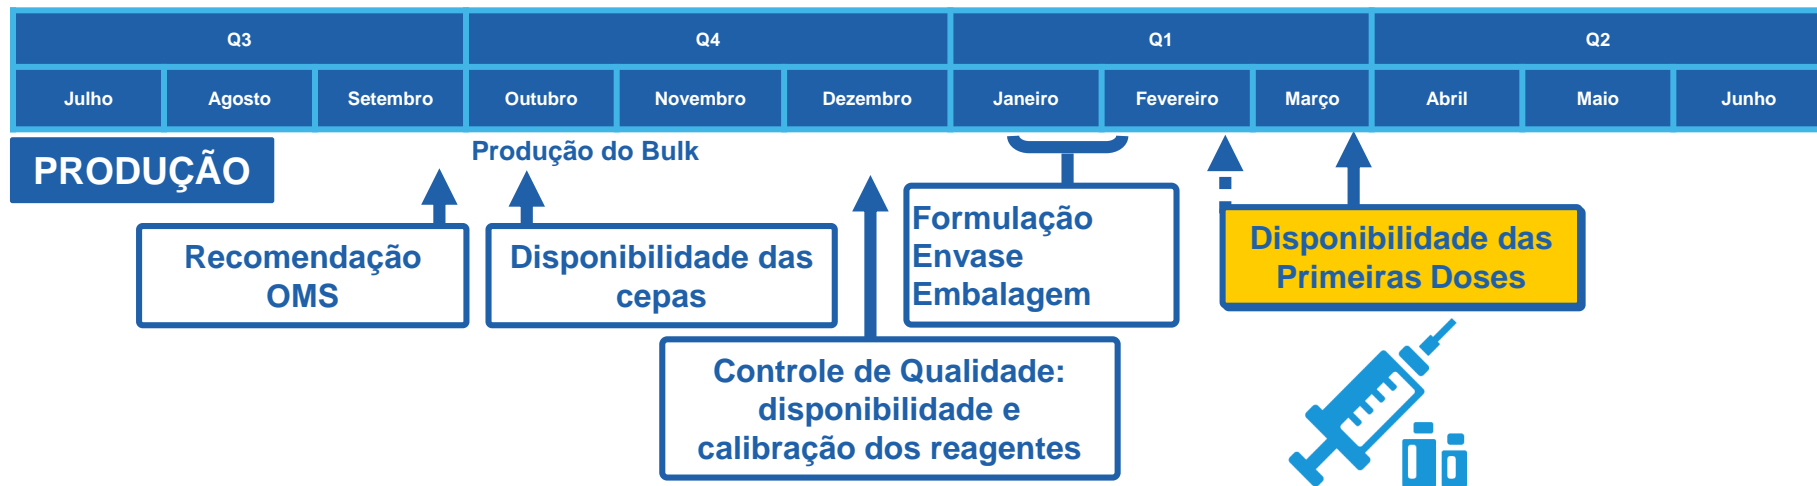 Q3 Q4 Q1 Q2
Julho Agosto Setembro Outubro Novembro Dezembro Janeiro Fevereiro Março Abril Maio Junho
PRODUÇÃO
Produção do Bulk
Recomendação
OMS
Disponibilidade das
cepas
Controle de Qualidade:
disponibilidade e
calibração dos reagentes
Formulação
Envase
Embalagem
Disponibilidade das
Primeiras Doses